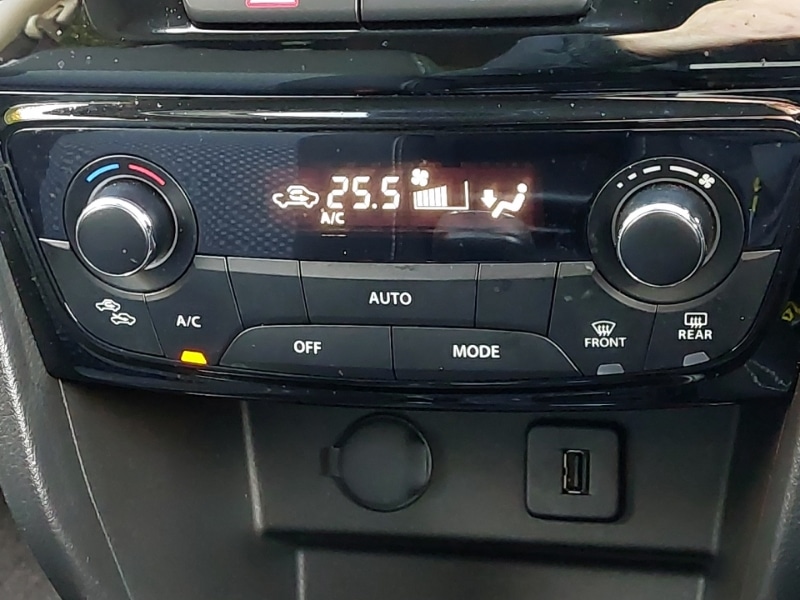 25.5
A/C
AUTO
A/C
OFF
MODE
FRONT
REAR